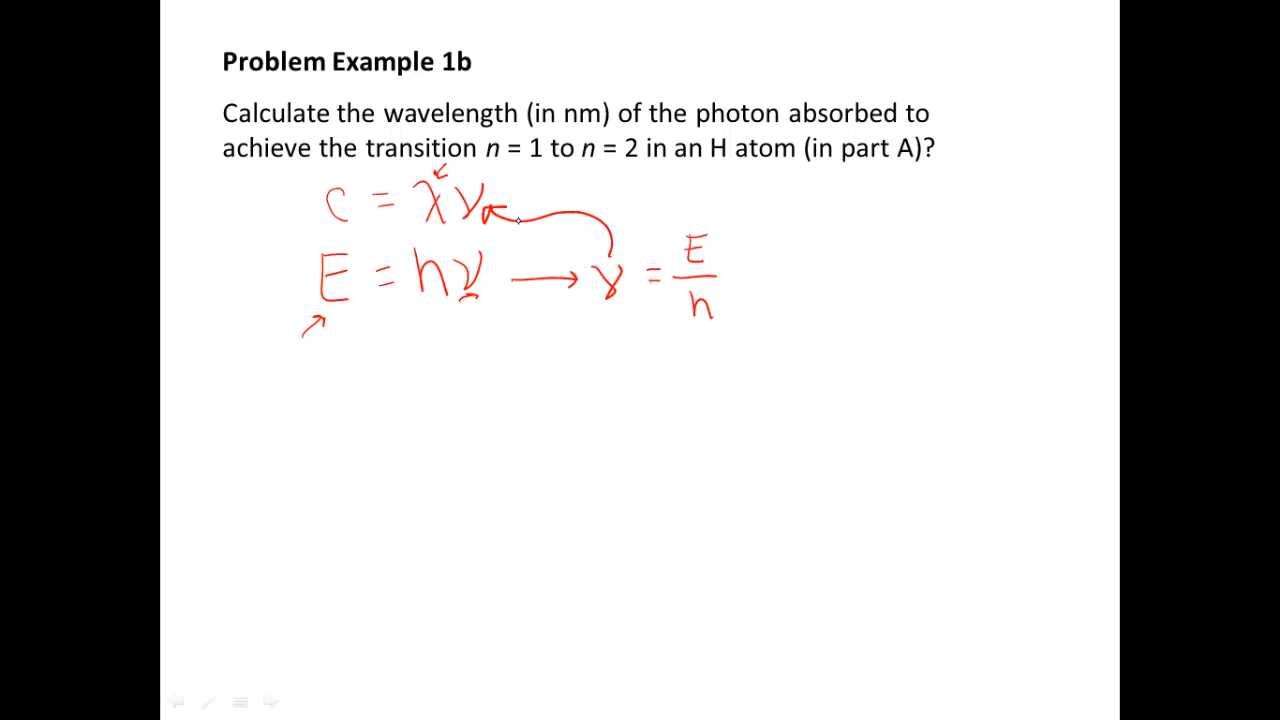 Problem Example 1b
Calculate the wavelength (in nm) of the photon absorbed to
achieve the transition n = 1 to n = 2 in an H atom (in part A)?
c = λν
E = hν → ν = E/h